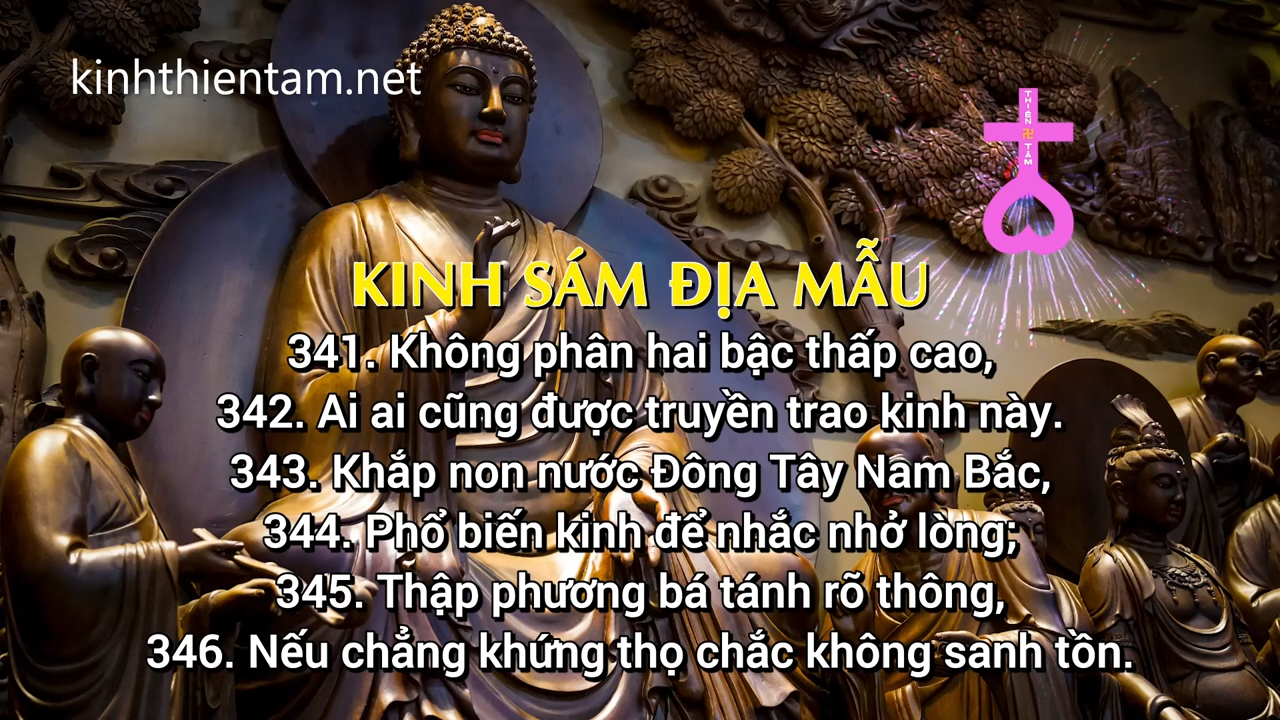 kinhthientam.net
THIÊN
卍
TÂM
KINH SÁM ĐỊA MẪU
341. Không phân hai bậc thấp cao,
342. Ai ai cũng được truyền trao kinh này.
343. Khắp non nước Đông Tây Nam Bắc,
344. Phổ biến kinh để nhắc nhở lòng;
345. Thập phương bá tánh rõ thông,
346. Nếu chẳng khứng thọ chắc không sanh tồn.